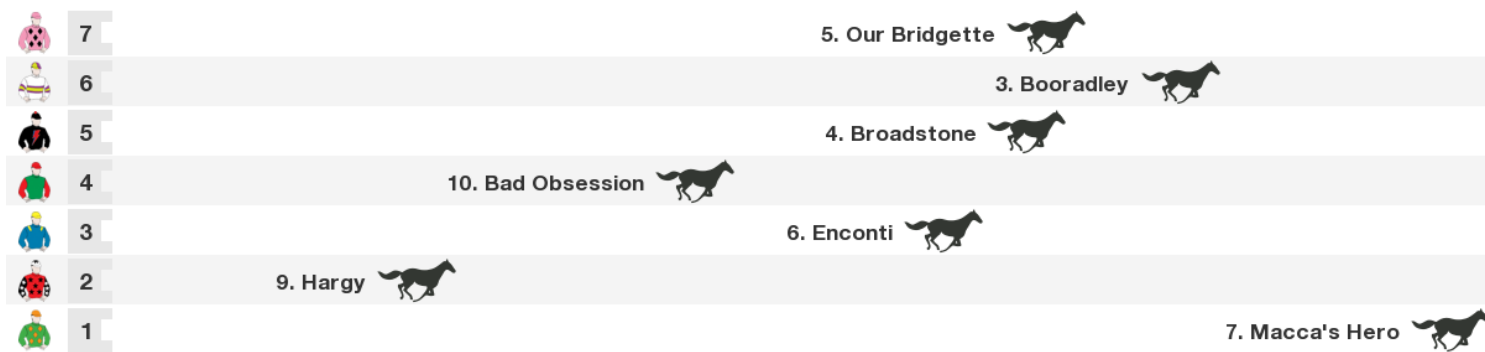 7 5. Our Bridgette
6 3. Booradley
5 4. Broadstone
4 10. Bad Obsession
3 6. Enconti
2 9. Hargy
1 7. Macca's Hero